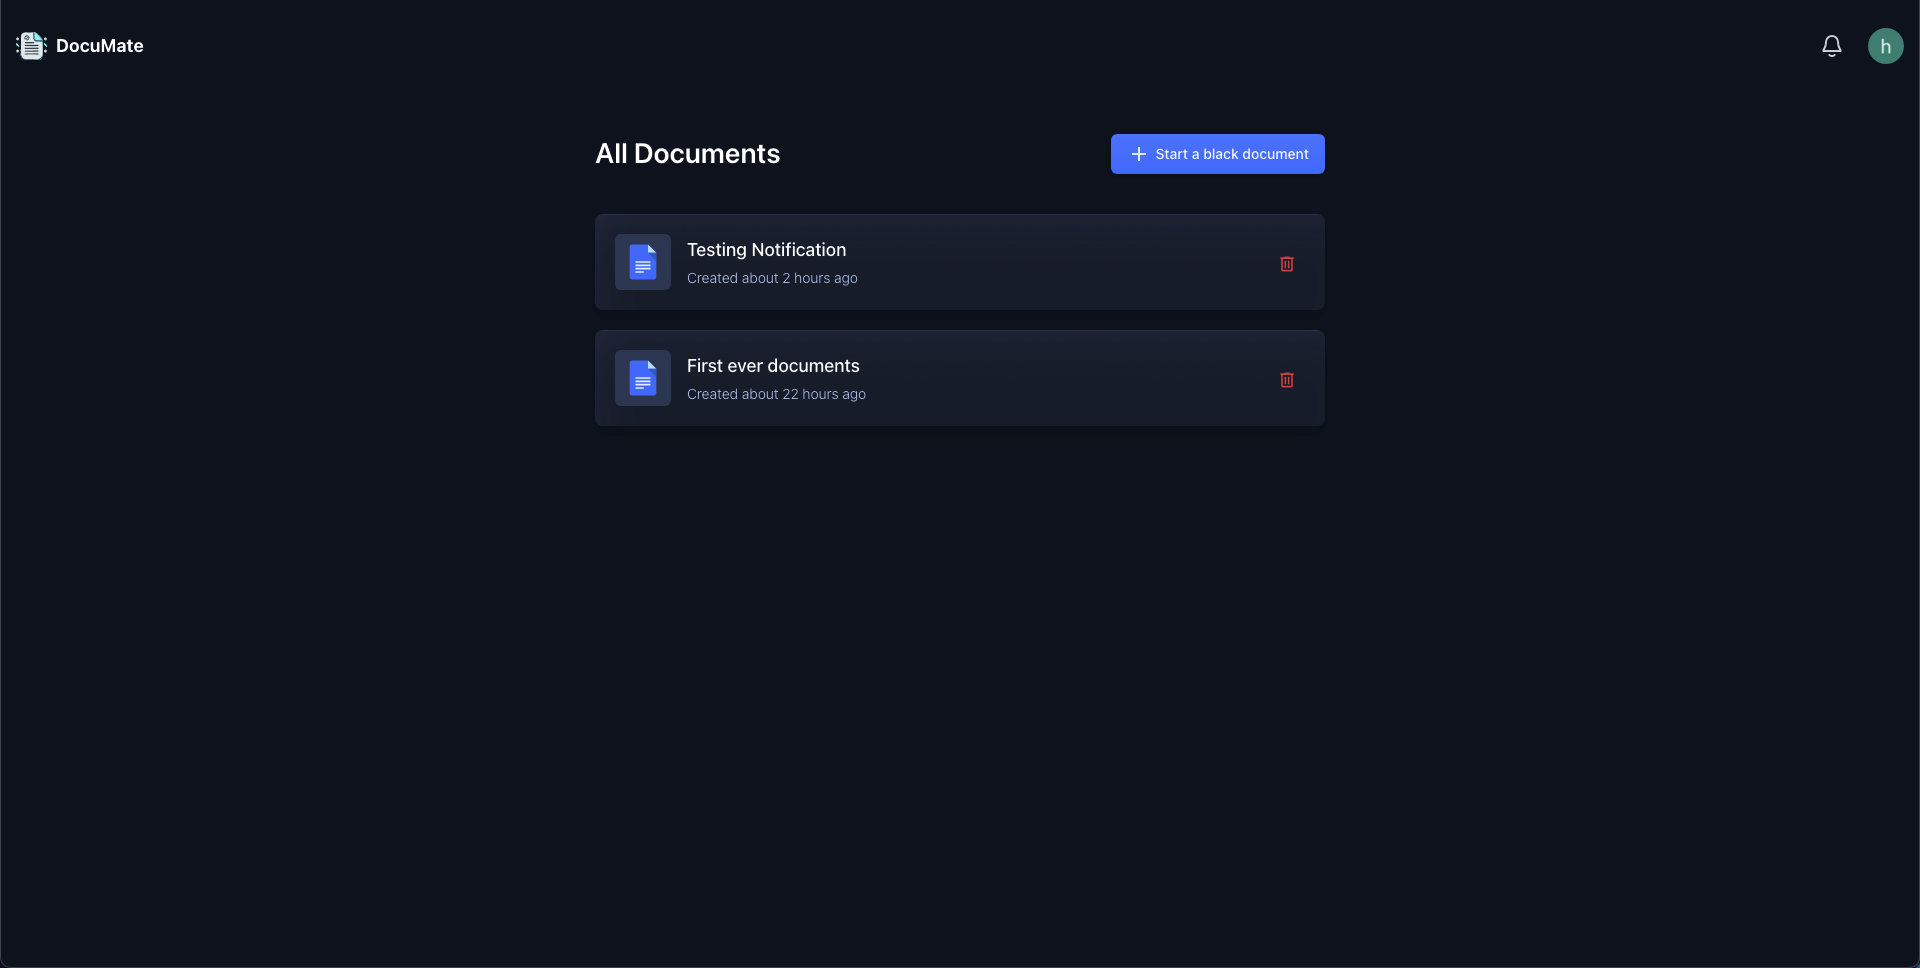 DocuMate
h
All Documents
Start a black document
Testing Notification
Created about 2 hours ago
First ever documents
Created about 22 hours ago